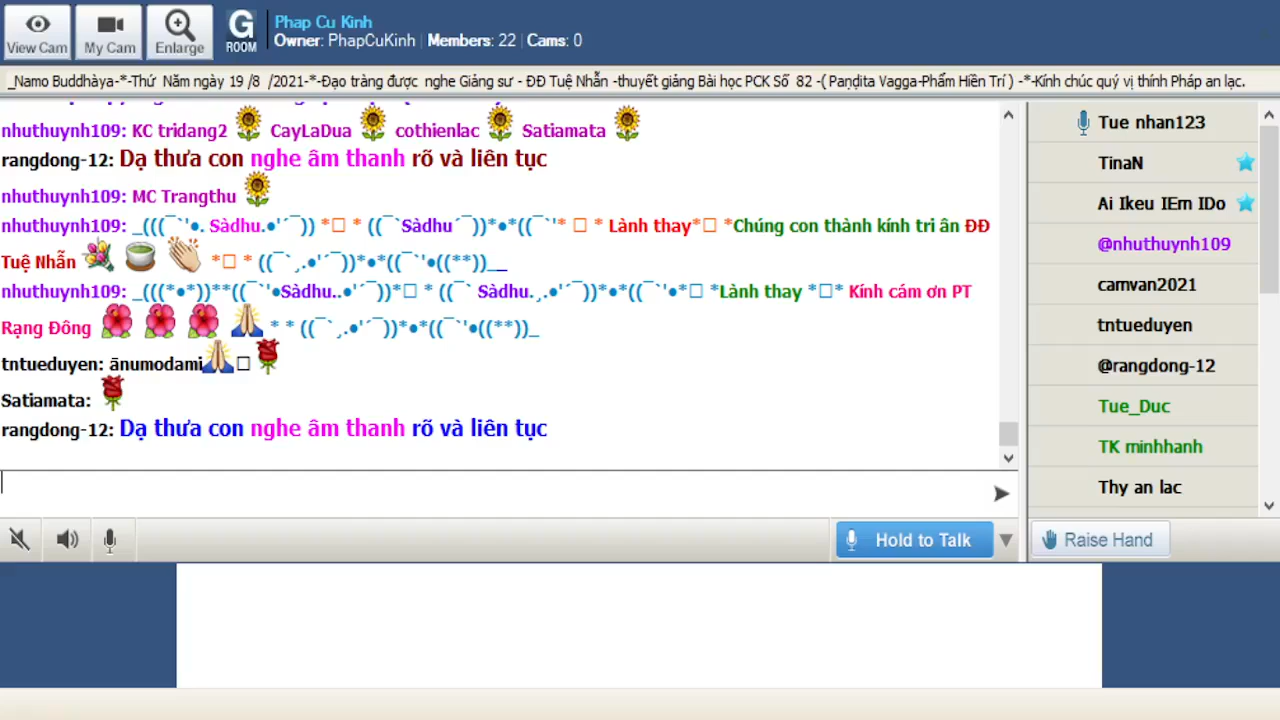 View Cam
My Cam
Enlarge
G
ROOM
Phap Cu Kinh
Owner: PhapCuKinh | Members: 22 | Cams: 0
_Namo Buddhàya-*-Thứ Năm ngày 19 /8 /2021-*-Đạo tràng được nghe Giảng sư - ĐĐ Tuệ Nhẫn -thuyết giảng Bài học PCK Số 82 -( Paṇḍita Vagga-Phẩm Hiền Trí ) -*-Kính chúc quý vị thính Pháp an lạc.
nhuthuynh109: KC tridang2 🌻 CayLaDua 🌻 cothienlac 🌻 Satiamata 🌻
rangdong-12: Dạ thưa con nghe âm thanh rõ và liên tục
nhuthuynh109: MC Trangthu 🌻
nhuthuynh109: _(((¯`'•. Sàdhu.•'´¯)) *□ * ((¯`Sàdhu´¯))*•*((¯`'* □ * Lành thay*□ *Chúng con thành kính tri ân ĐĐ
Tuệ Nhẫn 💐 🍵 👏 *□ * ((¯`¸.•'´¯))*•*((¯`'•((**))__
nhuthuynh109: _(((*•*))**((¯`'•Sàdhu..•'´¯))*□ * ((¯` Sàdhu.¸.•'´¯))*•*((¯`'•*□ *Lành thay *□* Kính cám ơn PT
Rạng Đông 🌺 🌺 🌺 🙏 * * ((¯`¸.•'´¯))*•*((¯`'•((**))_
tntueduyen: ānumodami🙏□ 🌹
Satiamata: 🌹
rangdong-12: Dạ thưa con nghe âm thanh rõ và liên tục
Hold to Talk
Tue nhan123
TinaN
Ai Ikeu IEm IDo
@nhuthuynh109
camvan2021
tntueduyen
@rangdong-12
Tue_Duc
TK minhhanh
Thy an lac
Raise Hand